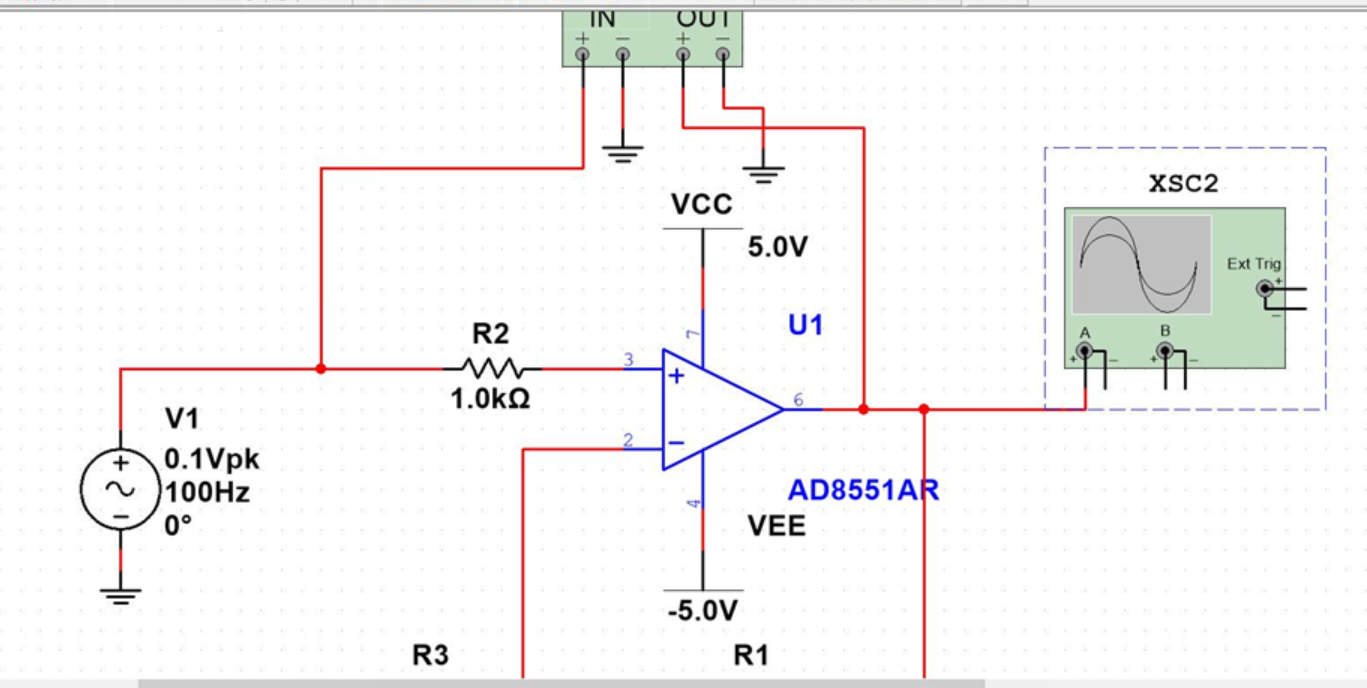 IN OUT
+ − + −
XSC2
VCC
5.0V
Ext Trig
+
−
U1
7
R2
A
B
3
+
+ − + −
1.0kΩ
6
V1
2
−
+
0.1Vpk
100Hz
−
0°
4
AD8551AR
VEE
-5.0V
R3
R1